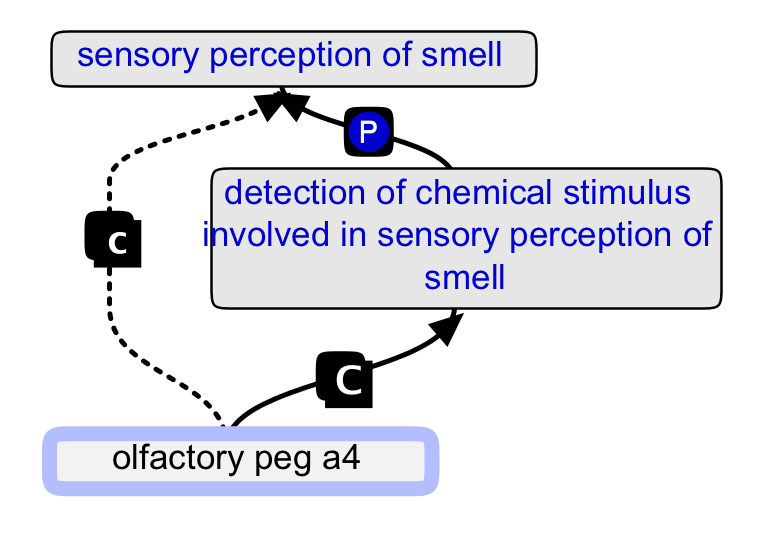 sensory perception of smell
P
detection of chemical stimulus
involved in sensory perception of
smell
C
C
olfactory peg a4